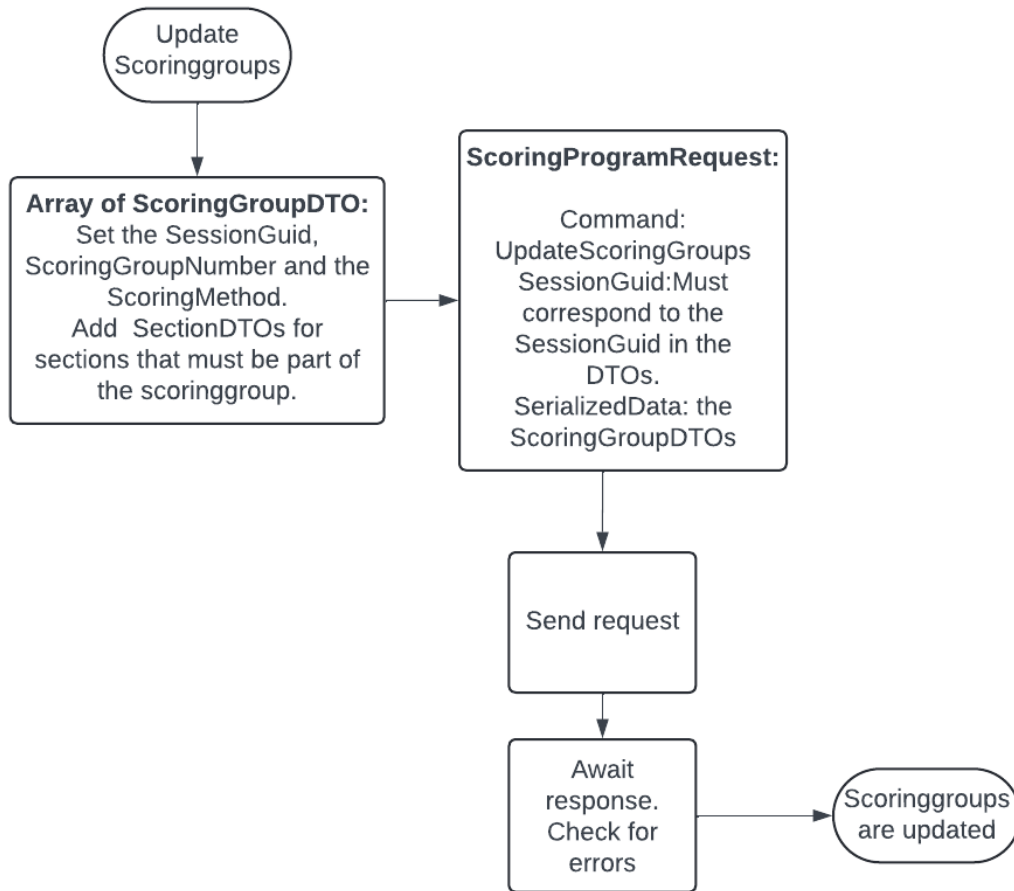 Update
Scoringgroups
Array of ScoringGroupDTO:
Set the SessionGuid,
ScoringGroupNumber and the
ScoringMethod.
Add  SectionDTOs for
sections that must be part of
the scoringgroup.
ScoringProgramRequest:
Command:
UpdateScoringGroups
SessionGuid:Must
correspond to the
SessionGuid in the
DTOs.
SerializedData: the
ScoringGroupDTOs
Send request
Await
response.
Check for
errors
Scoringgroups
are updated